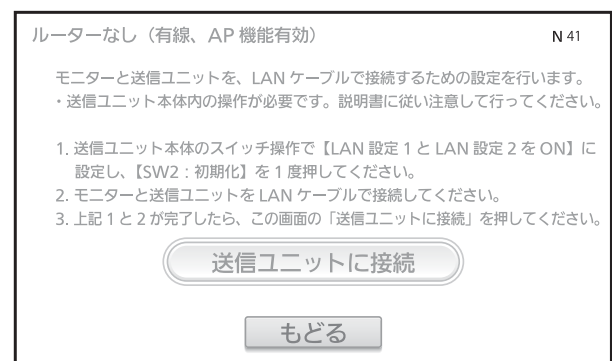 ルーターなし（有線、AP 機能有効）
N 41
モニターと送信ユニットを、LAN ケーブルで接続するための設定を行います。
・送信ユニット本体内の操作が必要です。説明書に従い注意して行ってください。
1. 送信ユニット本体のスイッチ操作で【LAN 設定 1 と LAN 設定 2 を ON】に
設定し、【SW2：初期化】を 1 度押してください。
2. モニターと送信ユニットを LAN ケーブルで接続してください。
3. 上記 1 と 2 が完了したら、この画面の「送信ユニットに接続」を押してください。
送信ユニットに接続
もどる